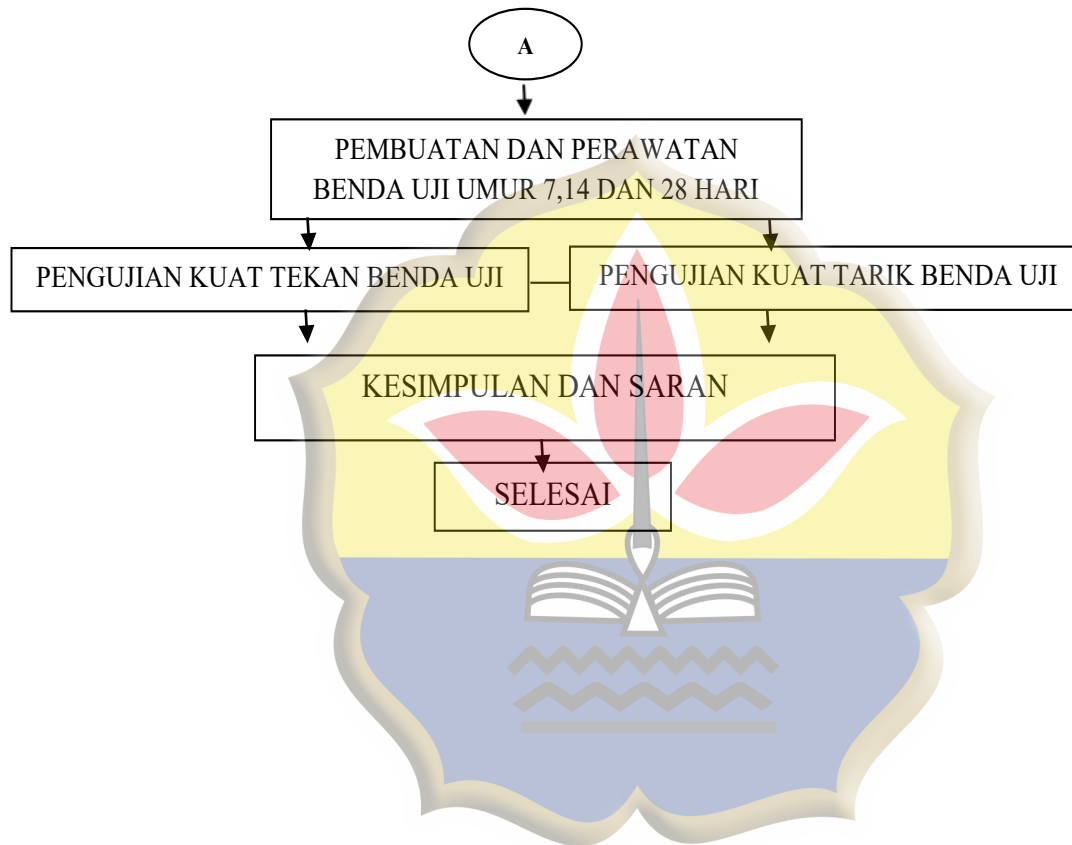 A
PEMBUATAN DAN PERAWATAN
BENDA UJI UMUR 7,14 DAN 28 HARI
PENGUJIAN KUAT TEKAN BENDA UJI
PENGUJIAN KUAT TARIK BENDA UJI
KESIMPULAN DAN SARAN
SELESAI